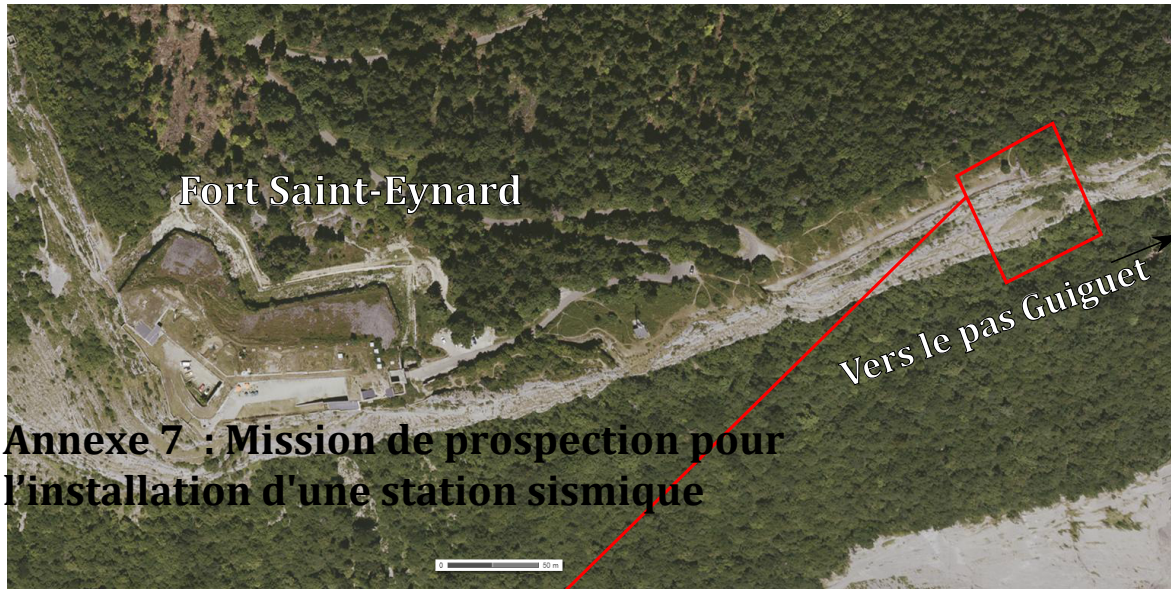 Fort Saint-Eynard
Vers le pas Guiguet
Annexe 7 : Mission de prospection pour
l'installation d'une station sismique
0 50 m